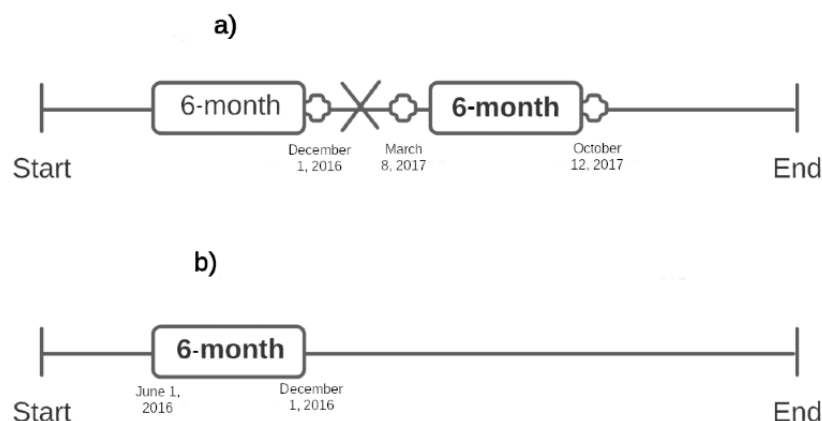 a)
6-month
6-month
December
1, 2016
March
8, 2017
October
12, 2017
Start
End
b)
6-month
June 1,
2016
December
1, 2016
Start
End